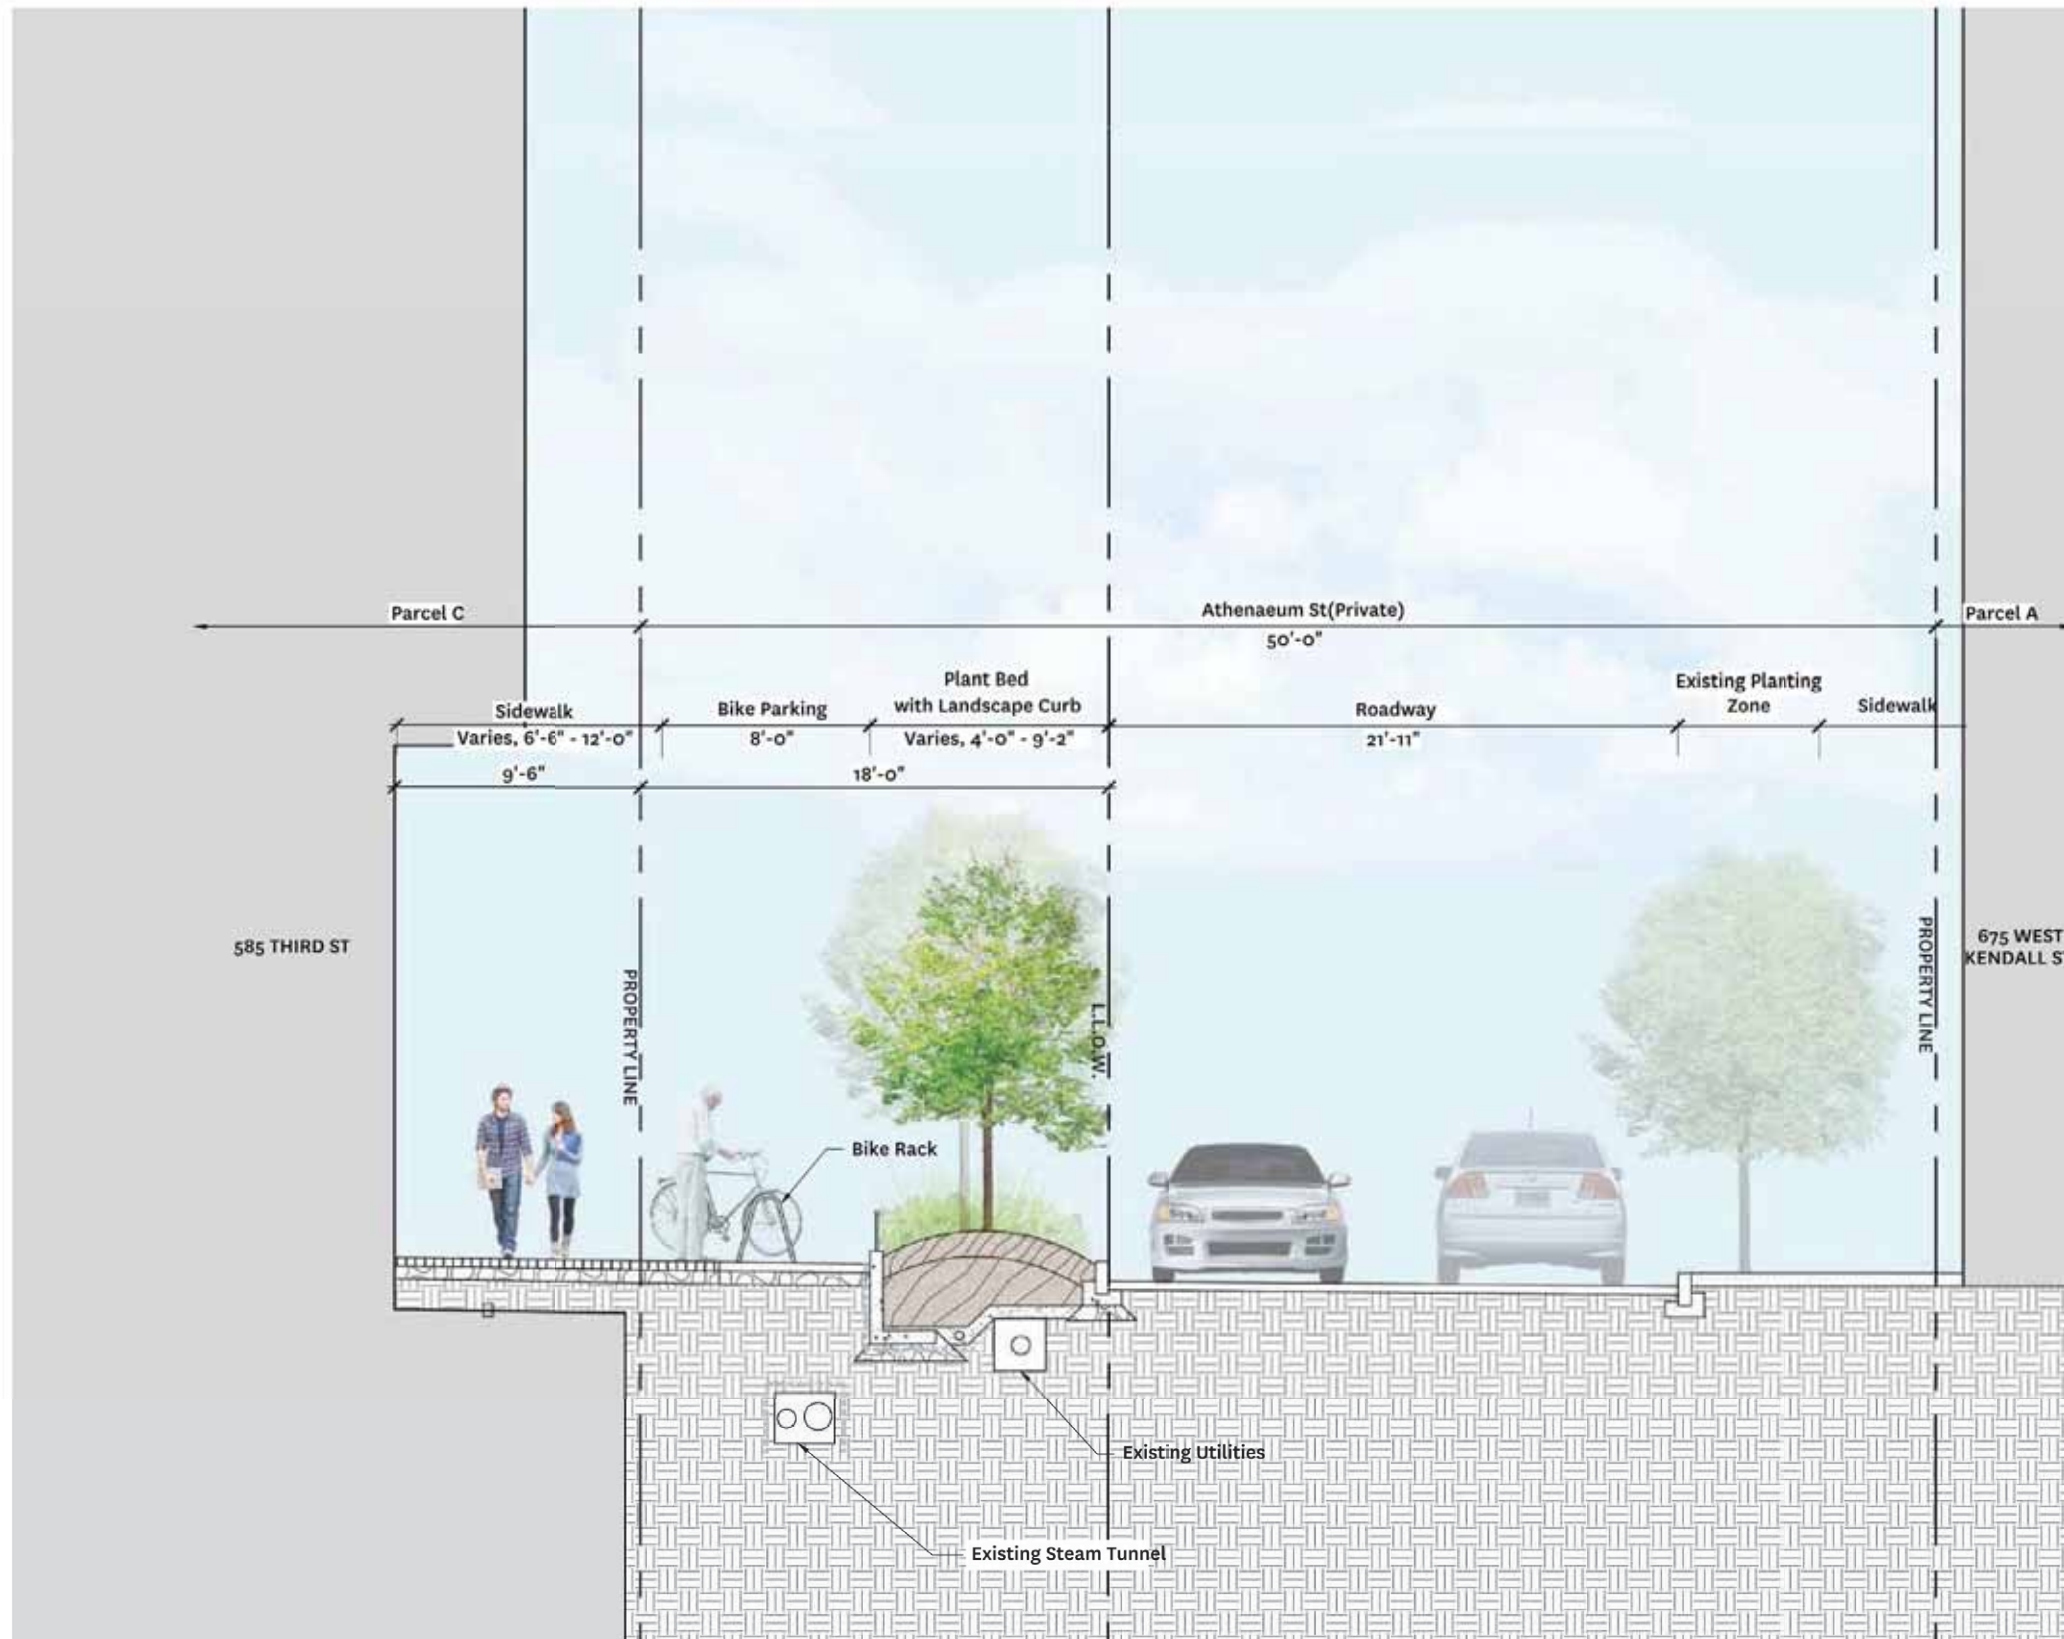 Parcel C
Athenaeum St(Private)
Parcel A
50'-0"
Plant Bed
with Landscape Curb
Existing Planting
Zone
Sidewalk
Bike Parking
Roadway
Sidewalk
Varies, 6'-6" - 12'-0"
8'-0"
Varies, 4'-0" - 9'-2"
21'-11"
9'-6"
18'-0"
585 THIRD ST
PROPERTY LINE
L.L.O.W.
PROPERTY LINE
675 WEST
KENDALL ST
Bike Rack
Existing Utilities
Existing Steam Tunnel